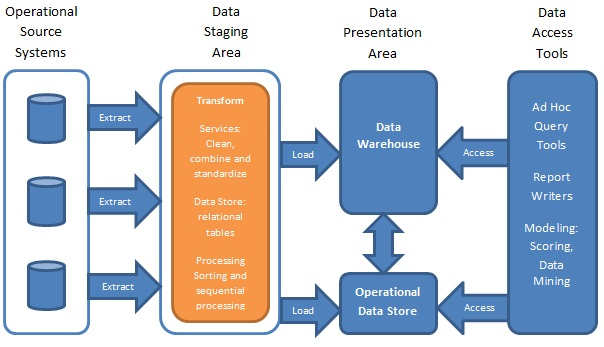 Operational
Source
Systems
Data
Staging
Area
Data
Presentation
Area
Data
Access
Tools
Extract
Extract
Extract
Transform
Services:
Clean,
combine and
standardize
Data Store:
relational
tables
Processing
Sorting and
sequential
processing
Load
Load
Data
Warehouse
Operational
Data Store
Access
Access
Ad Hoc
Query
Tools
Report
Writers
Modeling:
Scoring,
Data
Mining